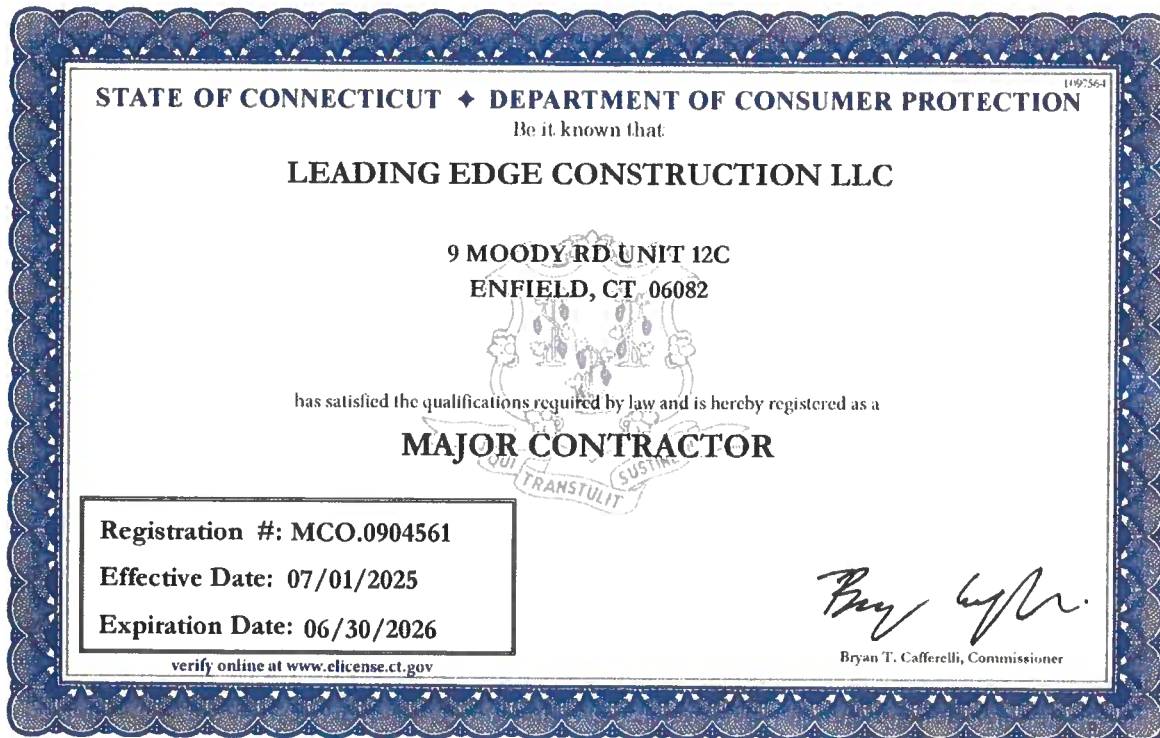 1097564
STATE OF CONNECTICUT ✦ DEPARTMENT OF CONSUMER PROTECTION
Be it known that
LEADING EDGE CONSTRUCTION LLC
9 MOODY RD UNIT 12C
ENFIELD, CT 06082
has satisfied the qualifications required by law and is hereby registered as a
MAJOR CONTRACTOR
QUI TRANSTULIT
Registration #: MCO.0904561
Effective Date: 07/01/2025
Expiration Date: 06/30/2026
verify online at www.elicense.ct.gov
Bryan T. Cafferelli, Commissioner